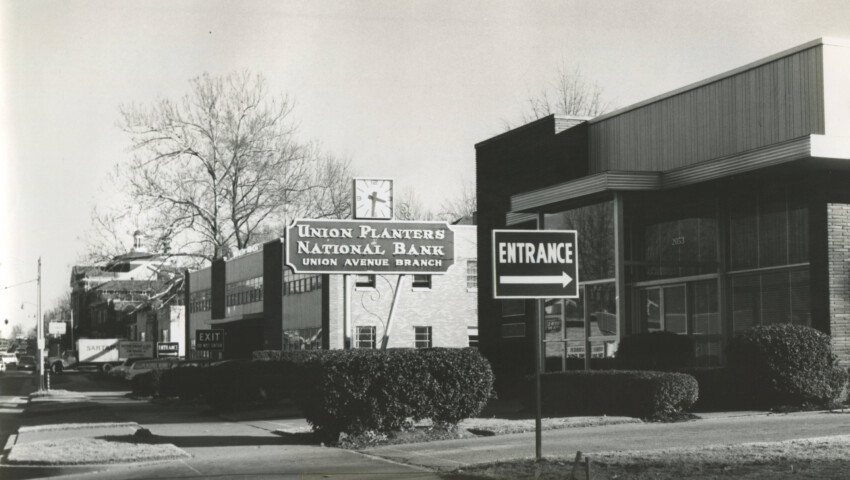 UNION PLANTERS
NATIONAL BANK
UNION AVENUE BRANCH
ENTRANCE
EXIT